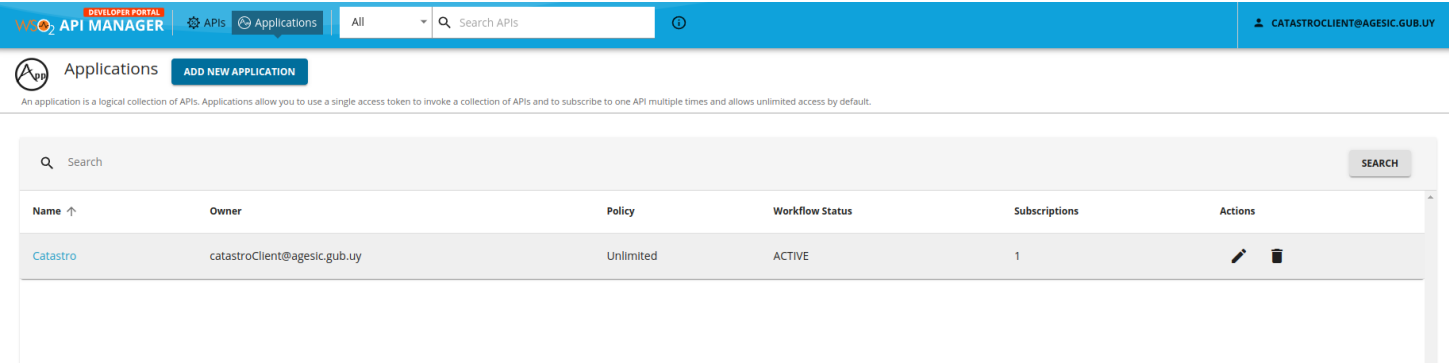 DEVELOPER PORTAL
WSO2 API MANAGER APIs Applications All Search APIs CATASTROCLIENT@AGESIC.GUB.UY
App Applications ADD NEW APPLICATION
An application is a logical collection of APIs. Applications allow you to use a single access token to invoke a collection of APIs and to subscribe to one API multiple times and allows unlimited access by default.
Search SEARCH
Name Owner Policy Workflow Status Subscriptions Actions
Catastro catastroClient@agesic.gub.uy Unlimited ACTIVE 1